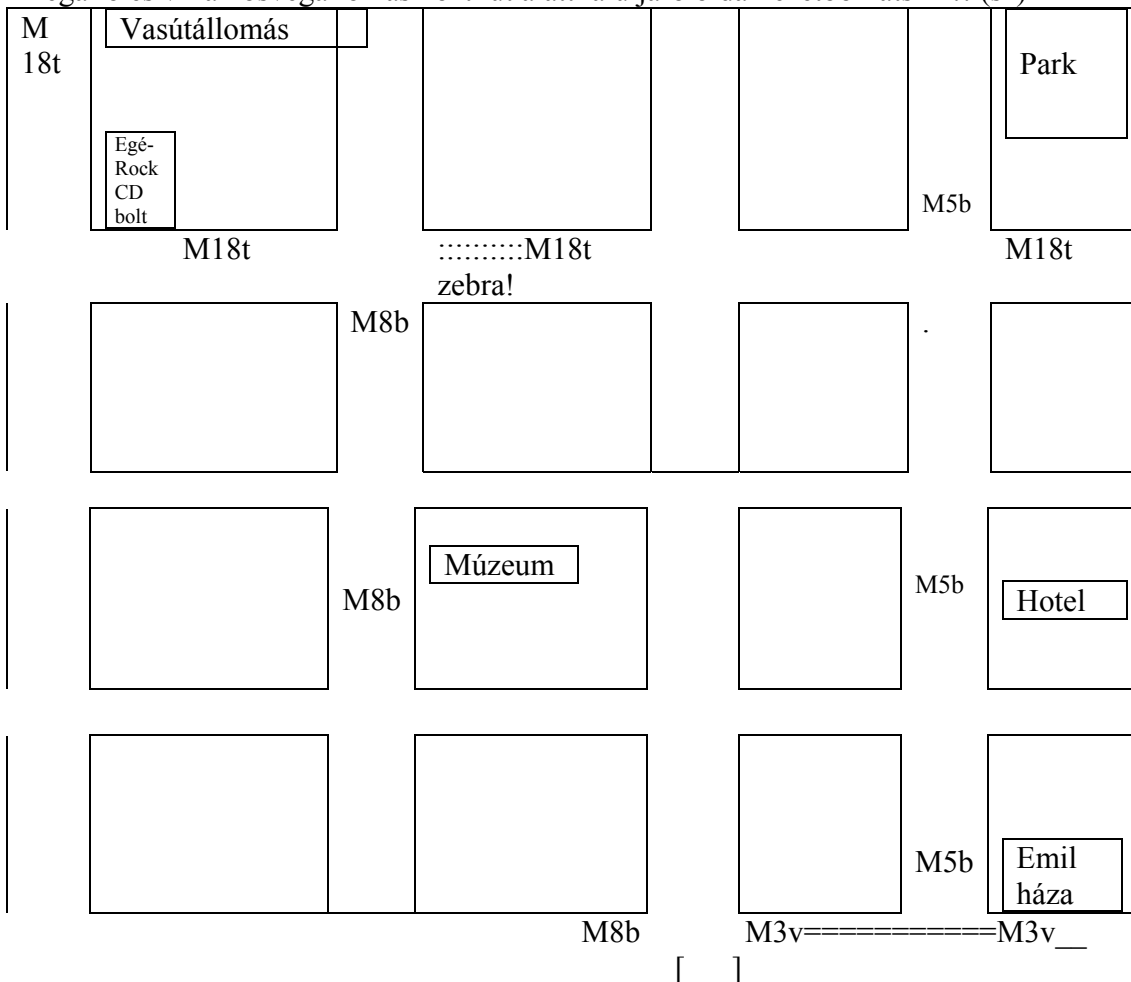 M Vasútállomás
18t Park
Egé-
Rock
CD
bolt
M5b
M18t ::::::::::M18t M18t
zebra!
M8b .
Múzeum
M8b M5b Hotel
M5b Emil
háza
M8b M3v===========M3v__
[ ]